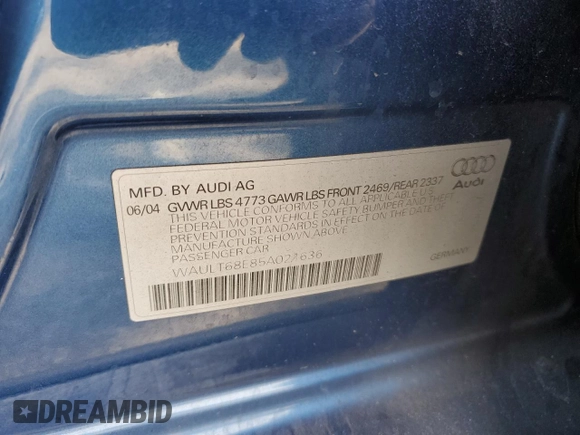 MFD. BY AUDI AG
06/04 GVWR LBS 4773 GAWR LBS FRONT 2469/REAR 2337
THIS VEHICLE CONFORMS TO ALL APPLICABLE U.S.
FEDERAL MOTOR VEHICLE SAFETY BUMPER AND THEFT
PREVENTION STANDARDS IN EFFECT ON THE DATE OF
MANUFACTURE SHOWN ABOVE.
PASSENGER CAR
WAULT68E85A021636
Audi
GERMANY
DREAMBID